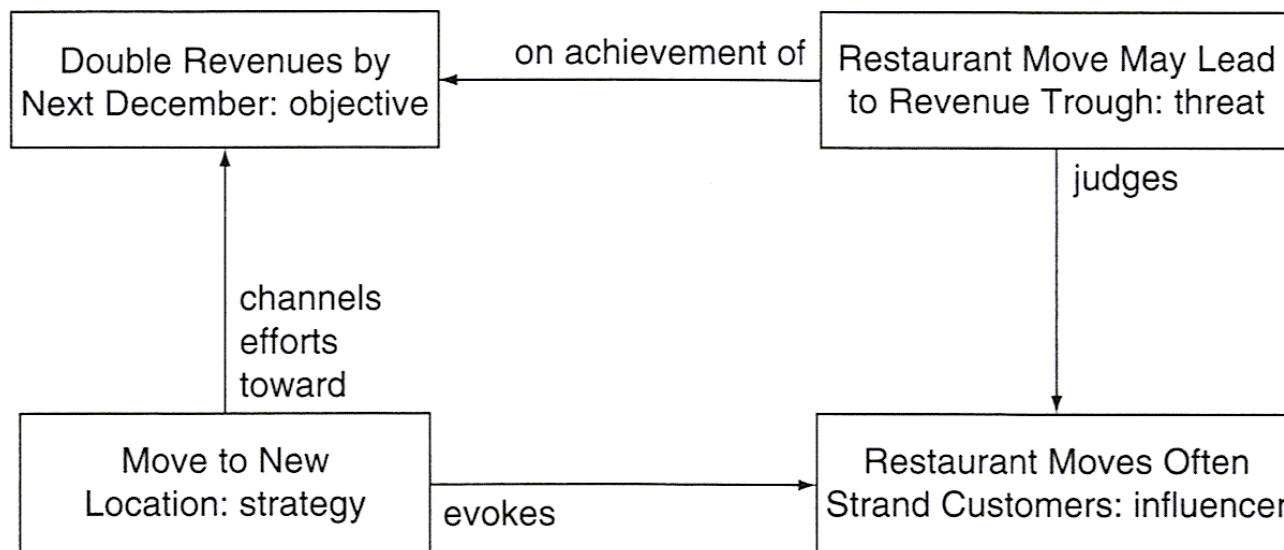 Double Revenues by
Next December: objective
on achievement of
Restaurant Move May Lead
to Revenue Trough: threat
judges
channels
efforts
toward
Move to New
Location: strategy
evokes
Restaurant Moves Often
Strand Customers: influencer